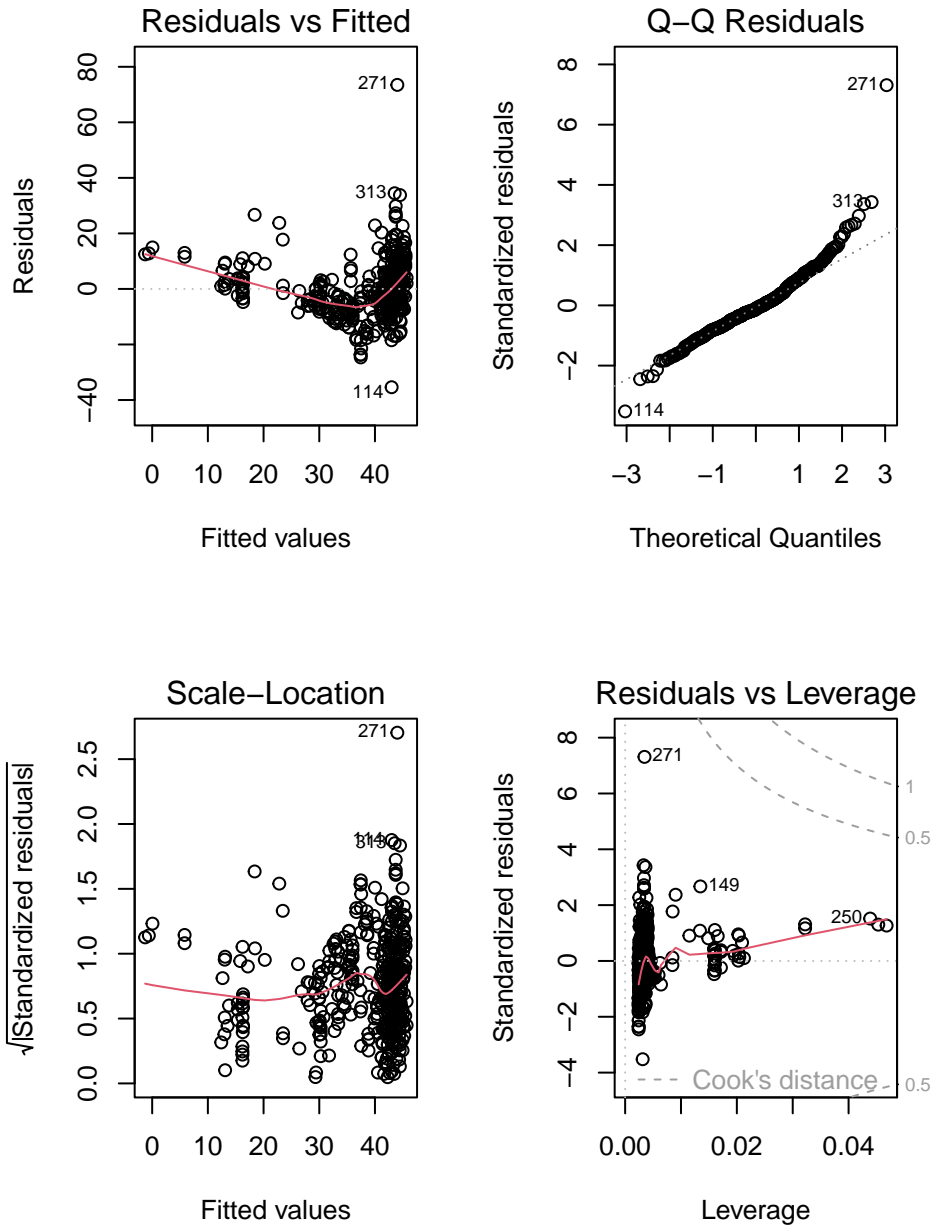 Residuals vs Fitted
80
60
40
20
0
−40
Residuals
271
313
114
0 10 20 30 40
Fitted values
Q−Q Residuals
8
6
4
2
0
−2
Standardized residuals
271
313
114
−3 −1 1 2 3
Theoretical Quantiles
Scale−Location
2.5
2.0
1.5
1.0
0.5
0.0
√|Standardized residuals|
271
114
313
0 10 20 30 40
Fitted values
Residuals vs Leverage
8
6
4
2
0
−2
−4
Standardized residuals
271
149
250
1
0.5
Cook's distance
0.5
0.00 0.02 0.04
Leverage